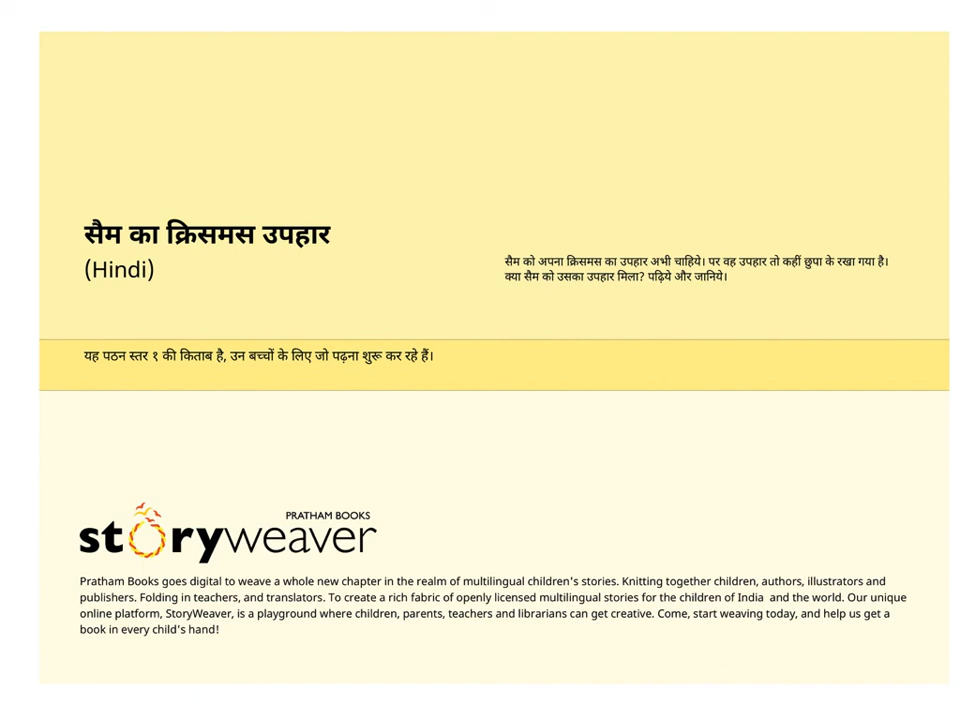 सैम का क्रिसमस उपहार
(Hindi)
सैम को अपना क्रिसमस का उपहार अभी चाहिये। पर वह उपहार तो कहीं छुपा के रखा गया है।
क्या सैम को उसका उपहार मिला? पढ़िये और जानिये।
यह पठन स्तर १ की किताब है, उन बच्चों के लिए जो पढ़ना शुरू कर रहे हैं।
PRATHAM BOOKS
storyweaver
Pratham Books goes digital to weave a whole new chapter in the realm of multilingual children's stories. Knitting together children, authors, illustrators and
publishers. Folding in teachers, and translators. To create a rich fabric of openly licensed multilingual stories for the children of India and the world. Our unique
online platform, StoryWeaver, is a playground where children, parents, teachers and librarians can get creative. Come, start weaving today, and help us get a
book in every child's hand!